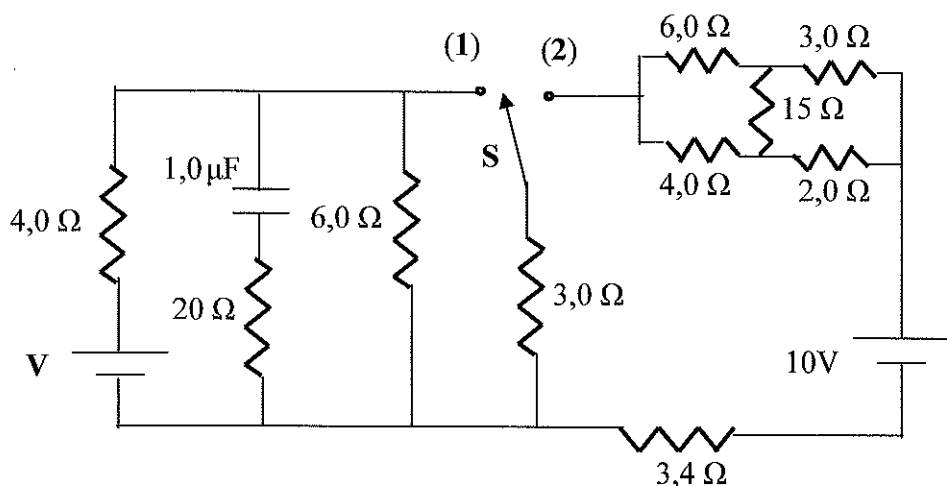 (1)
(2)
6,0 Ω
3,0 Ω
15 Ω
4,0 Ω
2,0 Ω
S
1,0 μF
4,0 Ω
6,0 Ω
20 Ω
3,0 Ω
V
10V
3,4 Ω